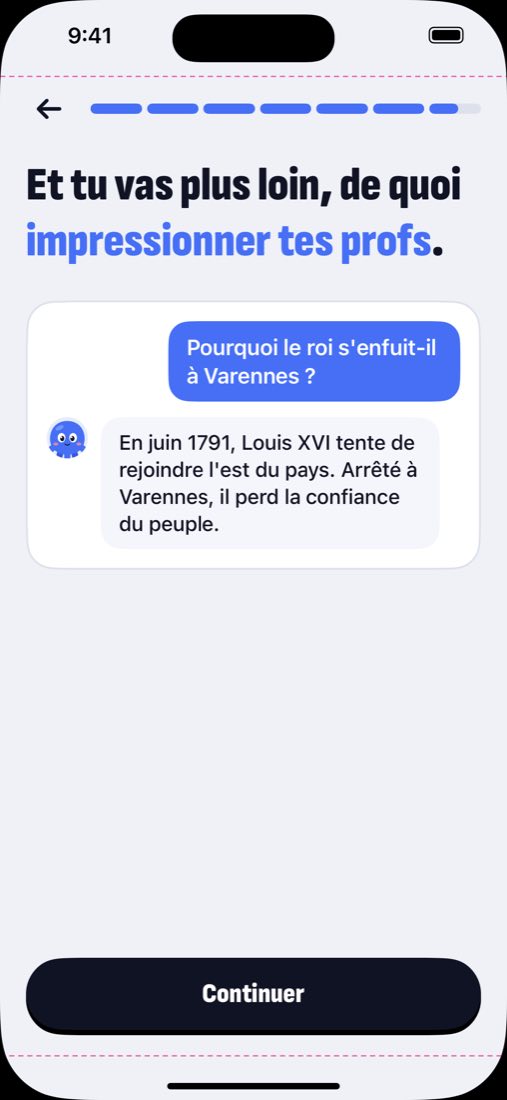 9:41
Et tu vas plus loin, de quoi
impressionner tes profs.
Pourquoi le roi s'enfuit-il
à Varennes ?
En juin 1791, Louis XVI tente de
rejoindre l'est du pays. Arrêté à
Varennes, il perd la confiance
du peuple.
Continuer